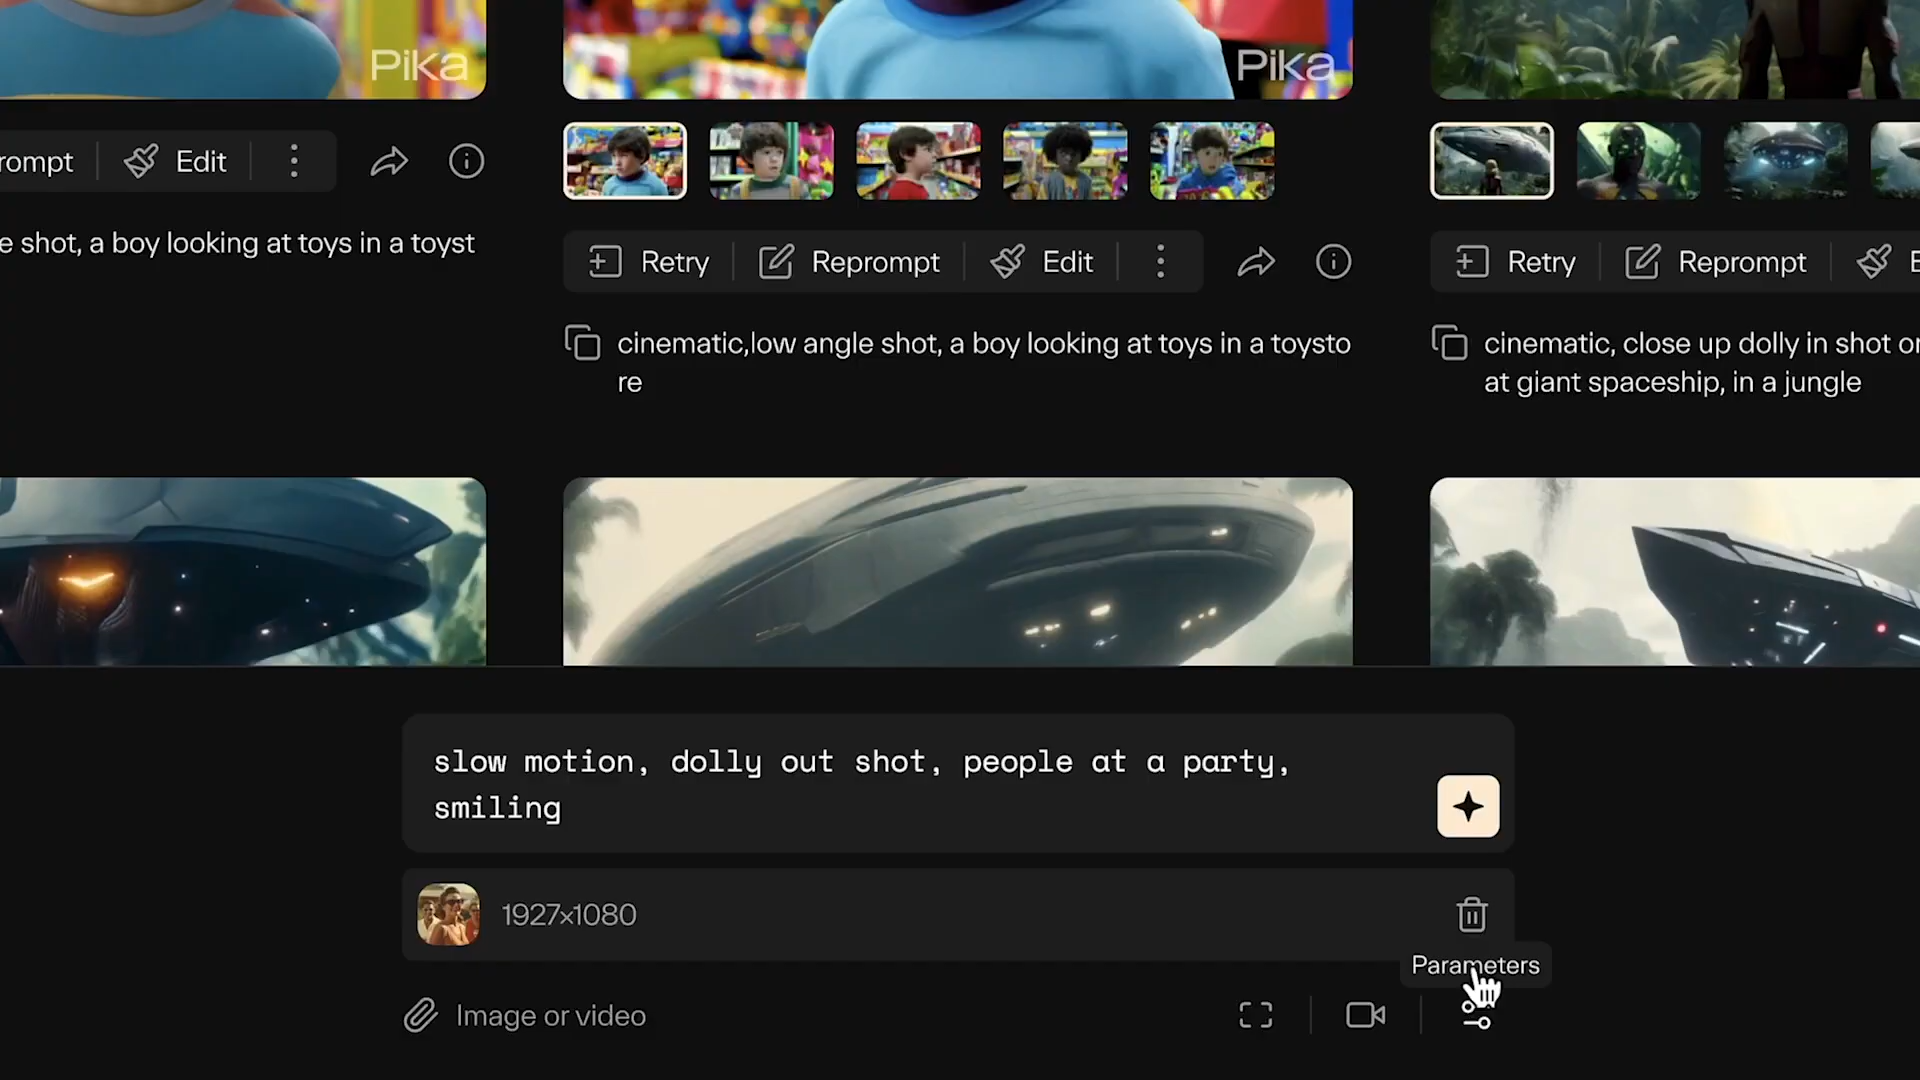 Pika
Pika
rompt
Edit
e shot, a boy looking at toys in a toyst
Retry
Reprompt
Edit
cinematic,low angle shot, a boy looking at toys in a toysto
re
Retry
Reprompt
E
cinematic, close up dolly in shot or
at giant spaceship, in a jungle
slow motion, dolly out shot, people at a party,
smiling
1927×1080
Parameters
Image or video